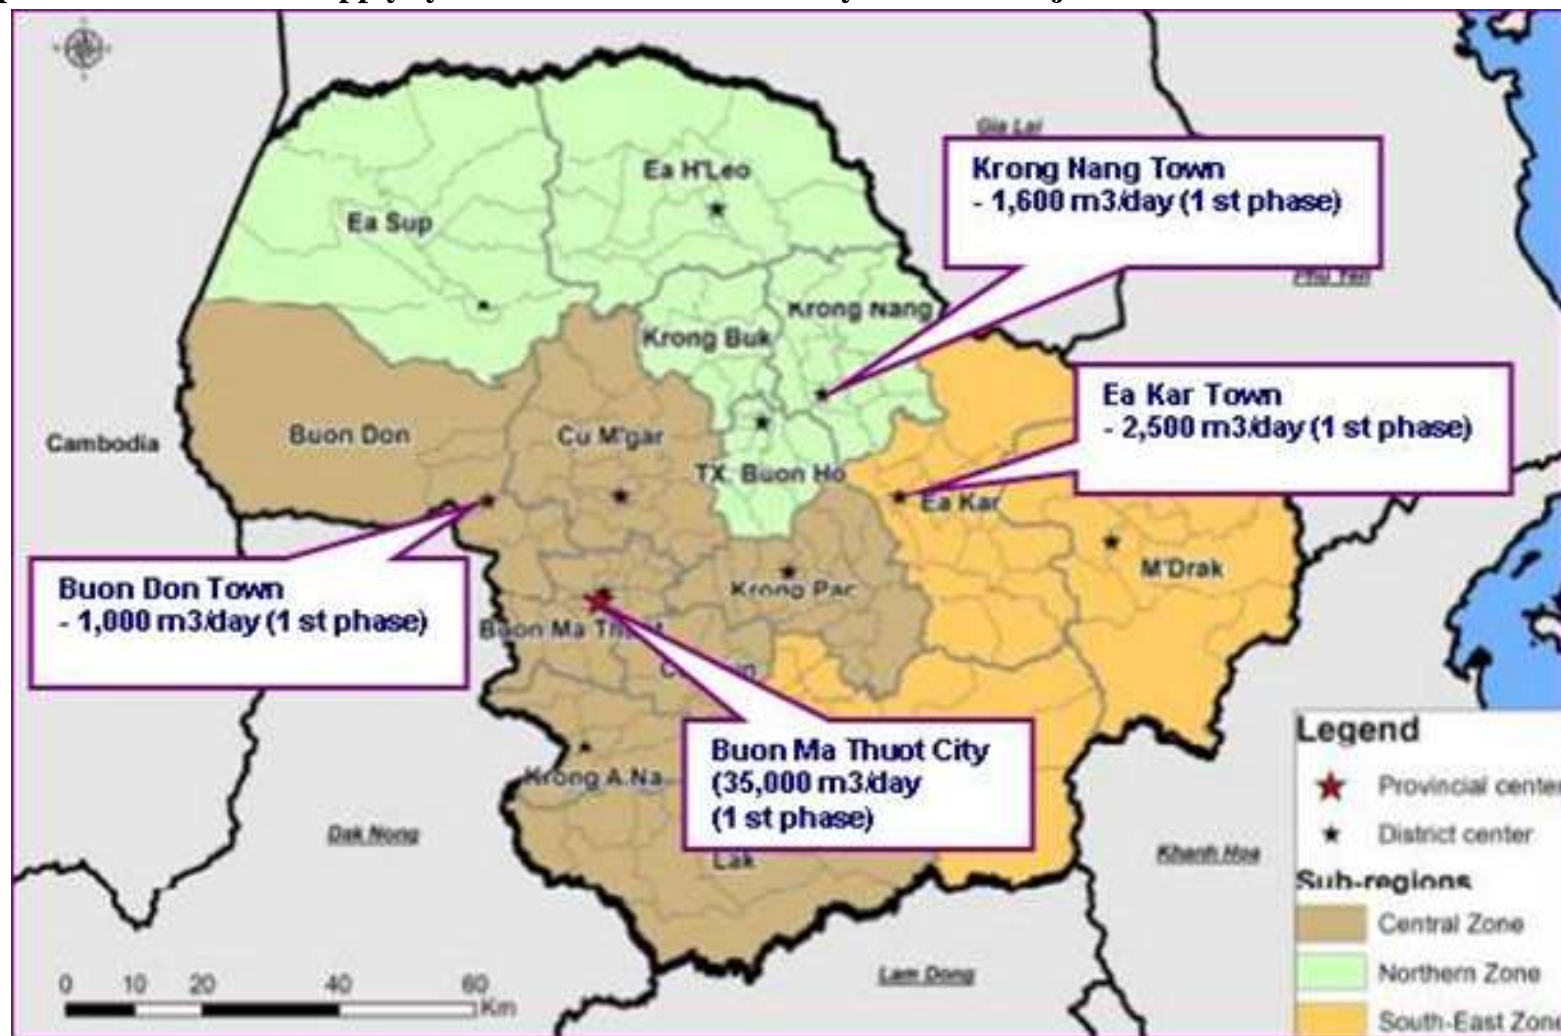 Gia Lai
Krong Nang Town
- 1,600 m3/day (1 st phase)
Ea H'Leo
Ea Sup
Phu Yen
Krong Nang
Krong Buk
Ea Kar Town
- 2,500 m3/day (1 st phase)
Cambodia
Buon Don
Cu M'gar
TX. Buon Ho
Ea Kar
M'Drak
Buon Don Town
- 1,000 m3/day (1 st phase)
Krong Pac
Buon Ma
Buon Ma Thuot City
(35,000 m3/day
(1 st phase)
Krong A Na
Lak
Dak Nong
Khanh Hoa
Lam Dong
Legend
Provincial center
District center
Sub-regions
Central Zone
Northern Zone
South-East Zone
0 10 20 40 60
Km